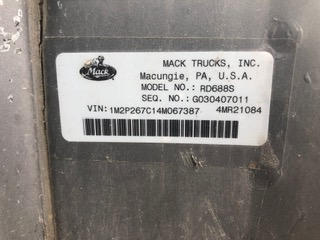 Mack
MACK TRUCKS, INC.
Macungie, PA, U.S.A.
MODEL NO.: RD688S
SEQ. NO.: G030407011
VIN: 1M2P267C14M067387 4MR21084